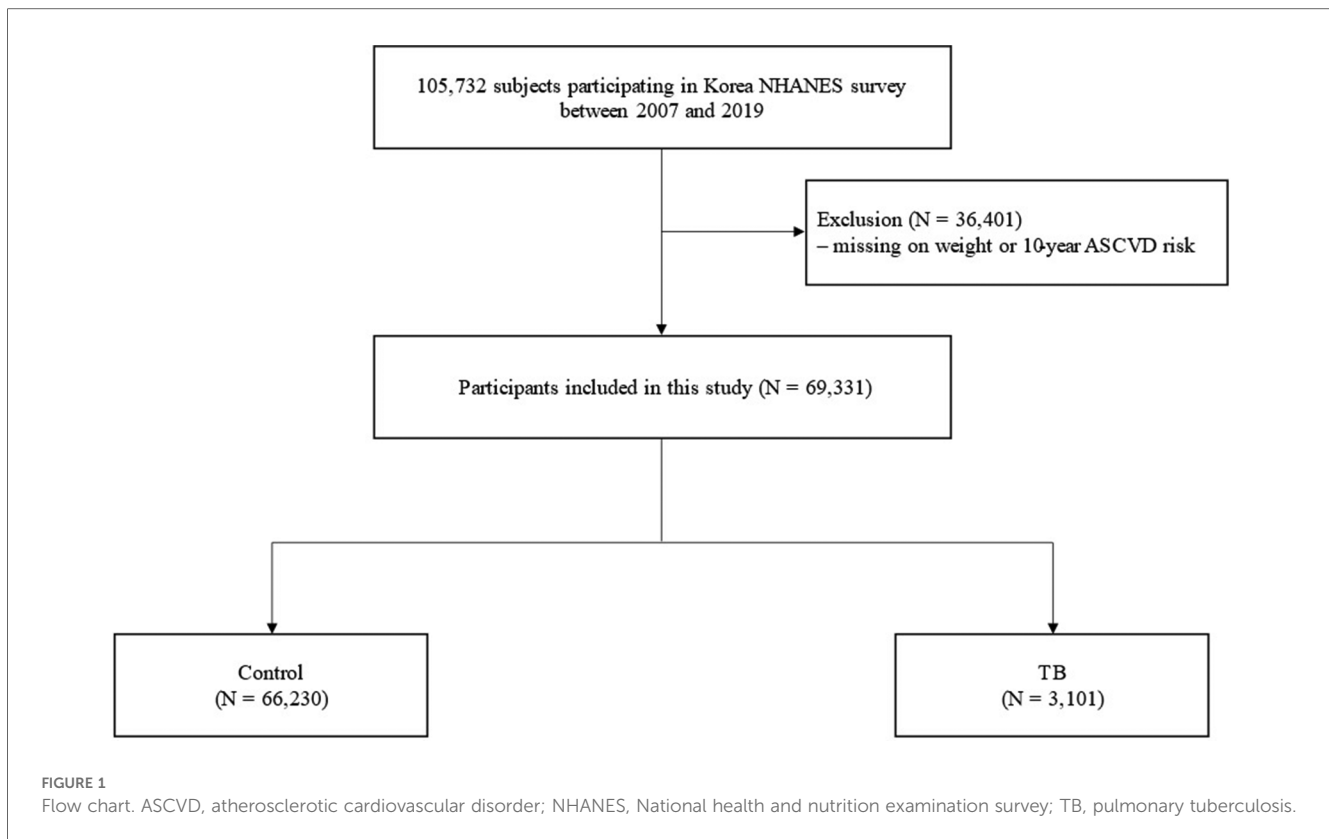 105,732 subjects participating in Korea NHANES survey
between 2007 and 2019
Exclusion (N = 36,401)
– missing on weight or 10-year ASCVD risk
Participants included in this study (N = 69,331)
Control
(N = 66,230)
TB
(N = 3,101)
FIGURE 1
Flow chart. ASCVD, atherosclerotic cardiovascular disorder; NHANES, National health and nutrition examination survey; TB, pulmonary tuberculosis.